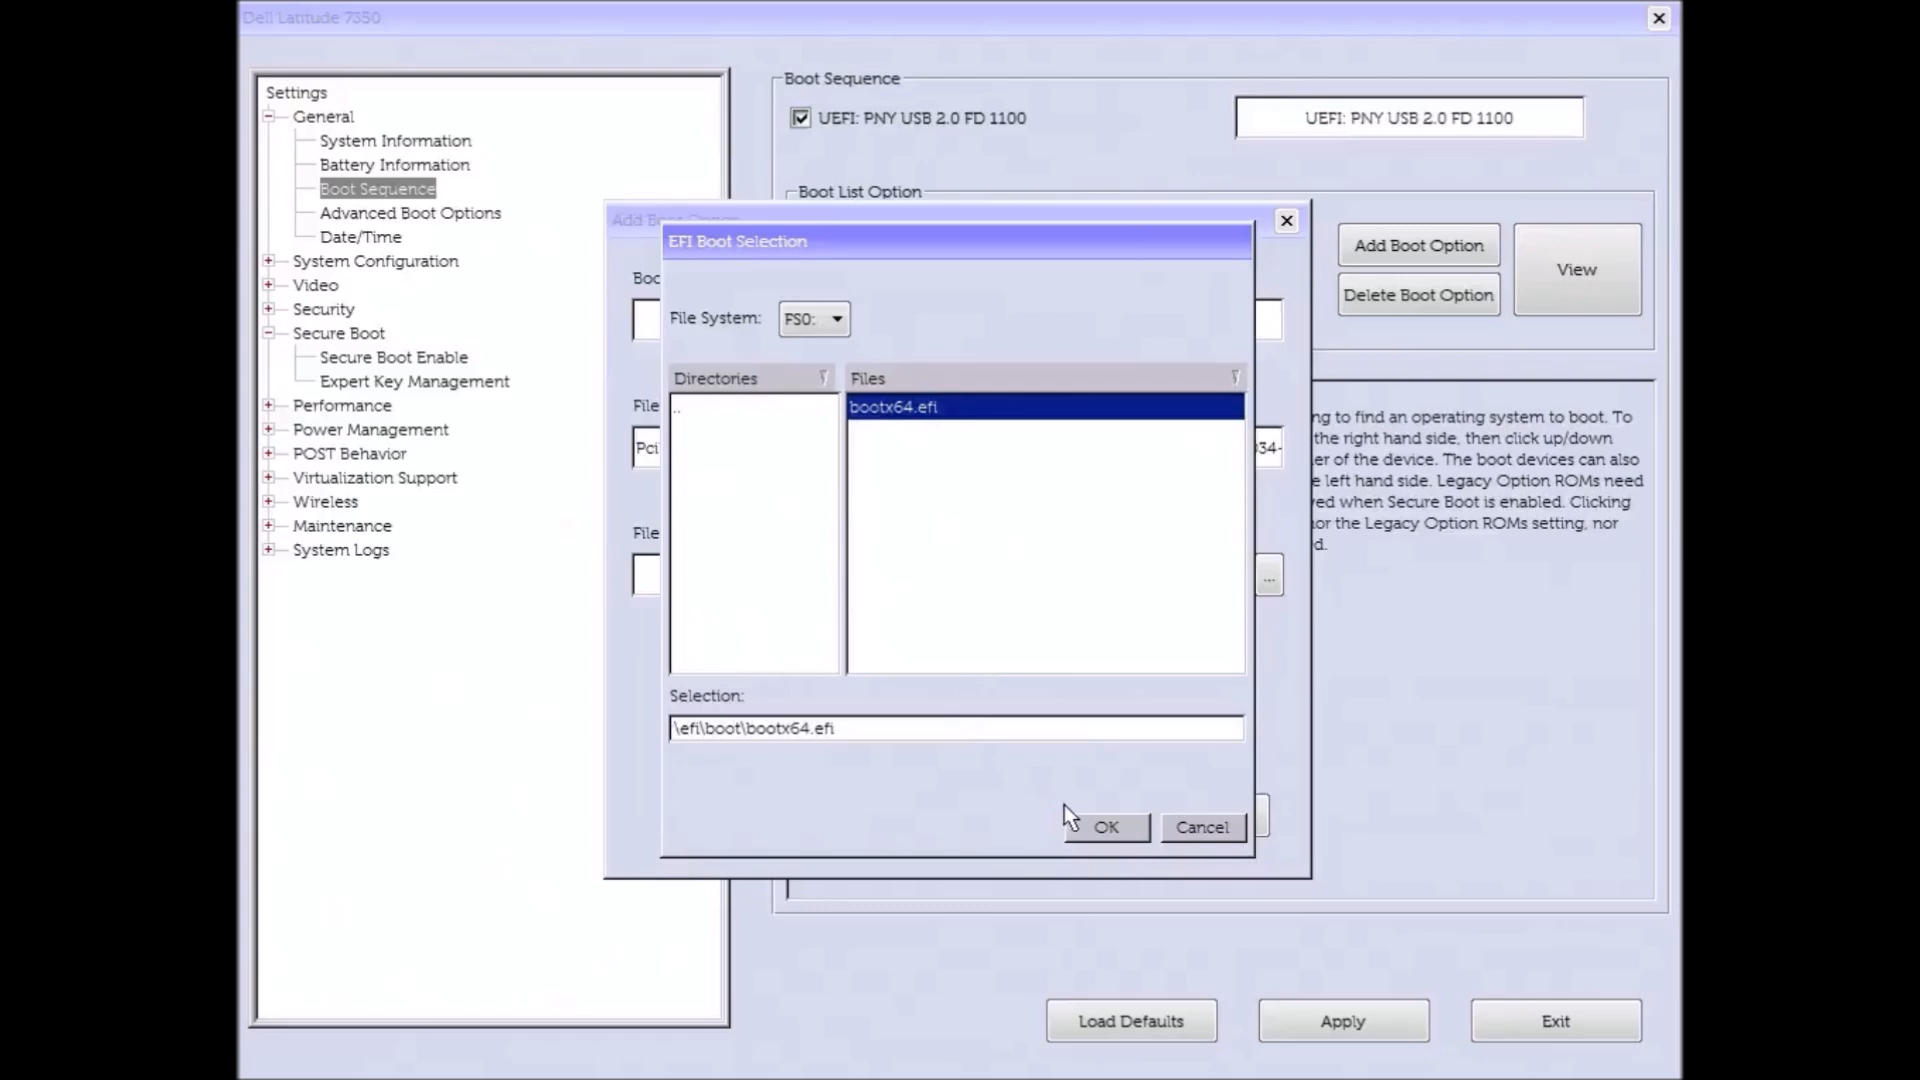 Dell Latitude 7350
Settings
General
System Information
Battery Information
Boot Sequence
Advanced Boot Options
Date/Time
System Configuration
Video
Security
Secure Boot
Secure Boot Enable
Expert Key Management
Performance
Power Management
POST Behavior
Virtualization Support
Wireless
Maintenance
System Logs
Boot Sequence
UEFI: PNY USB 2.0 FD 1100
UEFI: PNY USB 2.0 FD 1100
Boot List Option
Add Boot Option
Delete Boot Option
View
Add Boot Option
Boo
File
Pci
034-
File
...
EFI Boot Selection
File System: FS0:
Directories
Files
..
bootx64.efi
Selection:
\efi\boot\bootx64.efi
OK
Cancel
ng to find an operating system to boot. To
the right hand side, then click up/down
er of the device. The boot devices can also
e left hand side. Legacy Option ROMs need
ved when Secure Boot is enabled. Clicking
nor the Legacy Option ROMs setting, nor
d.
Load Defaults
Apply
Exit